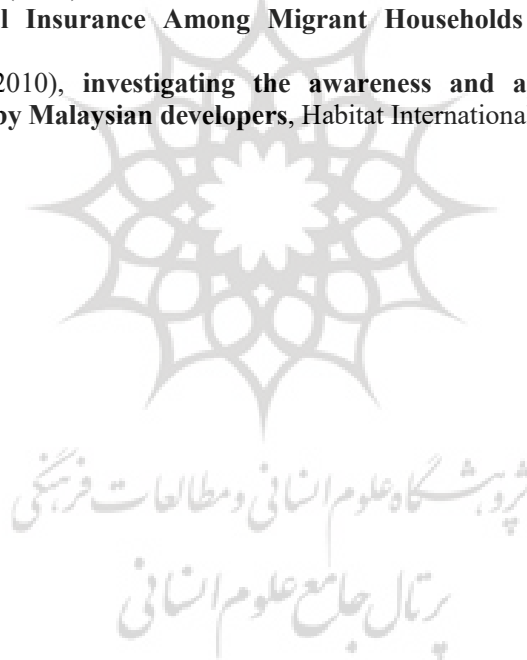 l Insurance Among Migrant Households
2010), investigating the awareness and a
by Malaysian developers, Habitat Internationa
پژوهشگاه علوم انسانی و مطالعات فرهنگی
پرتال جامع علوم انسانی